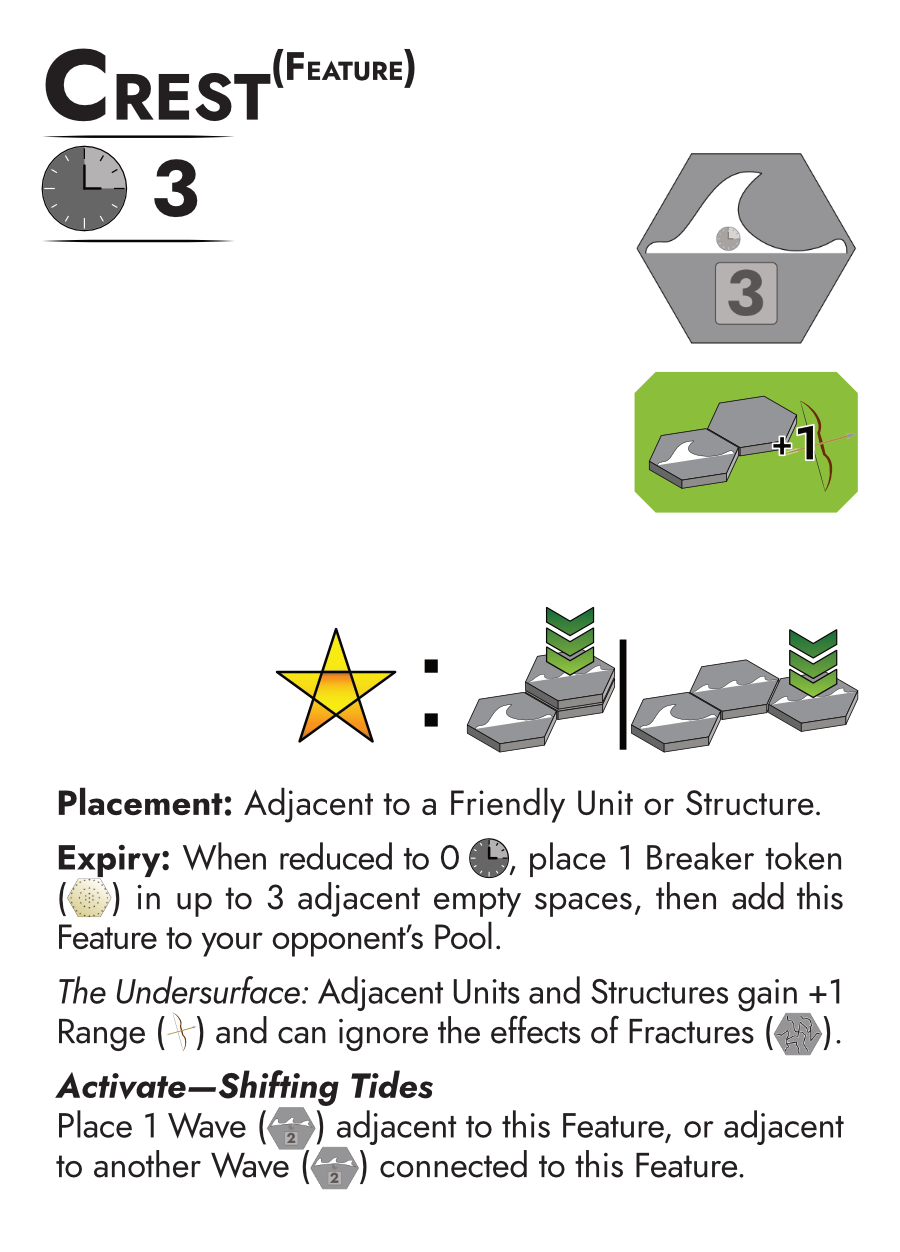 CREST (FEATURE)
3
3
+1
:
Placement: Adjacent to a Friendly Unit or Structure.
Expiry: When reduced to 0 , place 1 Breaker token
( ) in up to 3 adjacent empty spaces, then add this
Feature to your opponent's Pool.
The Undersurface: Adjacent Units and Structures gain +1
Range ( ) and can ignore the effects of Fractures ( ).
Activate—Shifting Tides
Place 1 Wave ( 2 ) adjacent to this Feature, or adjacent
to another Wave ( 2 ) connected to this Feature.